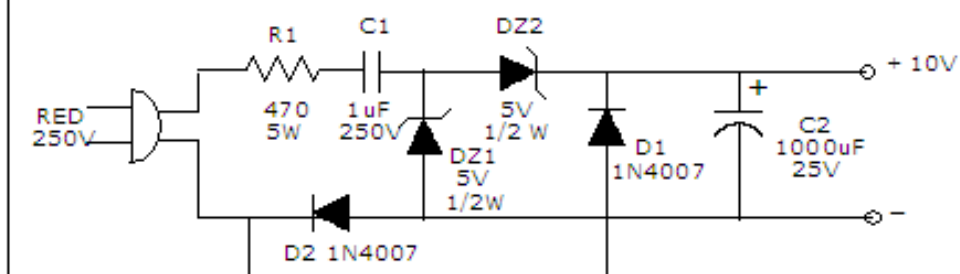 R1
C1
DZ2
+ 10V
RED
250V
470
5W
1uF
250V
5V
1/2 W
+
DZ1
5V
1/2W
D1
1N4007
C2
1000uF
25V
-
D2 1N4007